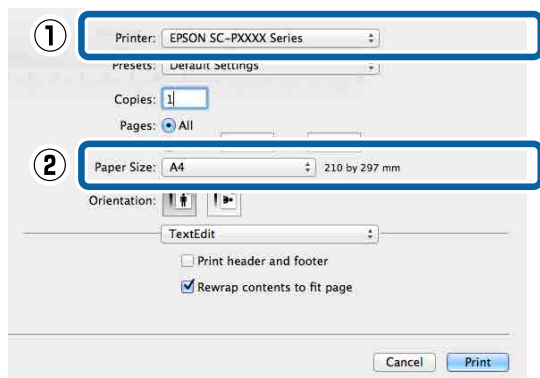 ① Printer: EPSON SC-PXXXX Series
Presets: Default Settings
Copies: 1
Pages: All
② Paper Size: A4 210 by 297 mm
Orientation:
TextEdit
Print header and footer
Rewrap contents to fit page
Cancel Print